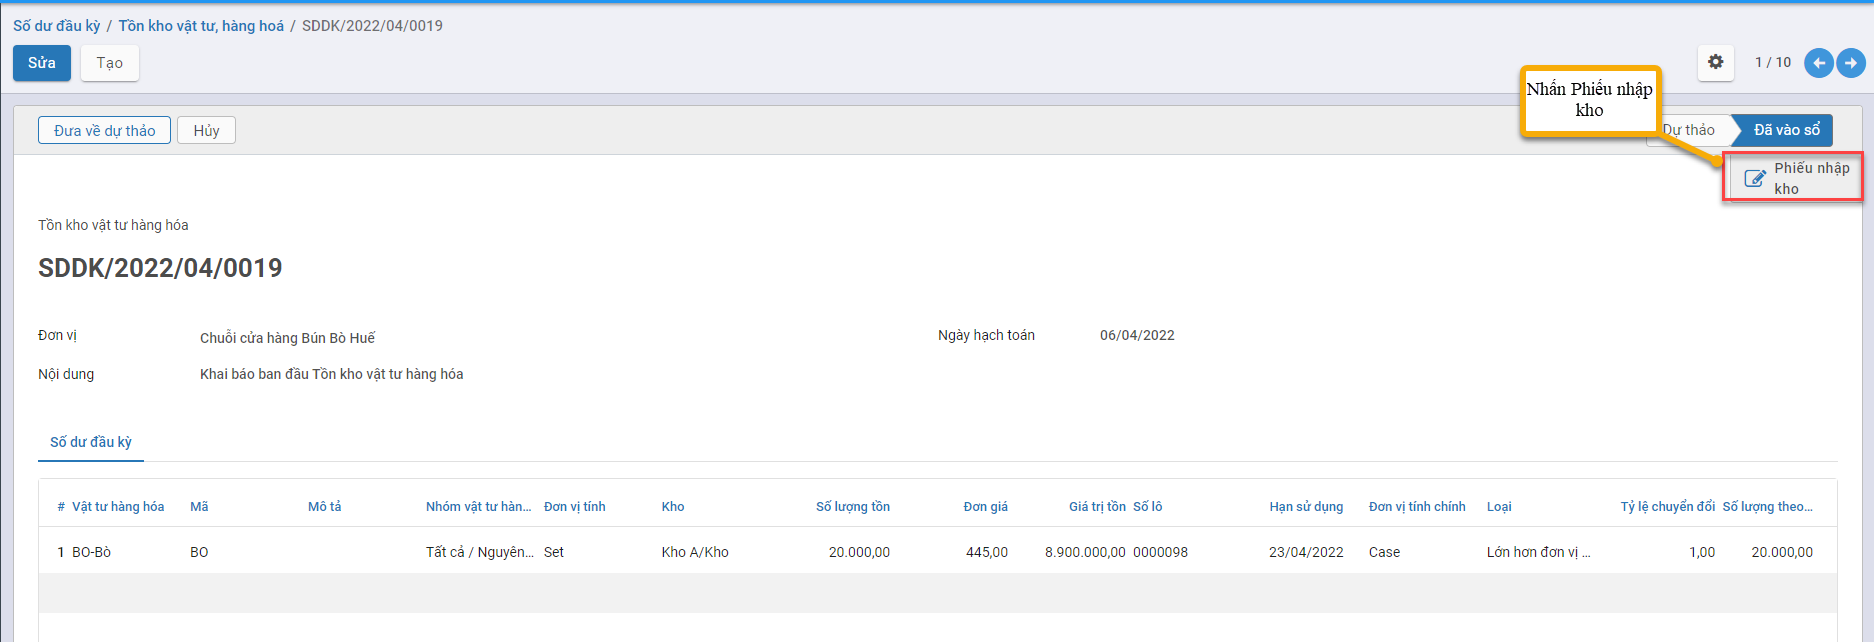 Số dư đầu kỳ / Tồn kho vật tư, hàng hoá / SDDK/2022/04/0019
Sửa Tạo 1 / 10
Nhấn Phiếu nhập
kho
Đưa về dự thảo Hủy Dự thảo Đã vào sổ
Phiếu nhập
kho
Tồn kho vật tư hàng hóa
SDDK/2022/04/0019
Đơn vị Chuỗi cửa hàng Bún Bò Huế Ngày hạch toán 06/04/2022
Nội dung Khai báo ban đầu Tồn kho vật tư hàng hóa
Số dư đầu kỳ
# Vật tư hàng hóa Mã Mô tả Nhóm vật tư hàn... Đơn vị tính Kho Số lượng tồn Đơn giá Giá trị tồn Số lô Hạn sử dụng Đơn vị tính chính Loại Tỷ lệ chuyển đổi Số lượng theo...
1 BO-Bò BO Tất cả / Nguyên... Set Kho A/Kho 20.000,00 445,00 8.900.000,00 0000098 23/04/2022 Case Lớn hơn đơn vị ... 1,00 20.000,00